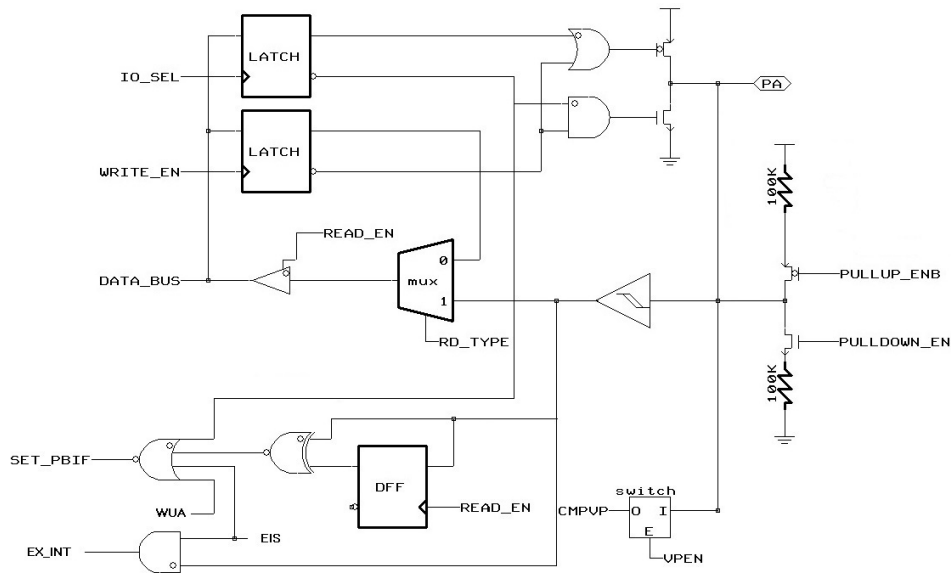 LATCH
IO_SEL
PA
LATCH
WRITE_EN
100K
READ_EN
0
DATA_BUS
mux
PULLUP_ENB
1
RD_TYPE
PULLDOWN_EN
100K
SET_PBIF
DFF
switch
WUA
READ_EN
CMPVP
O I
E
EIS
EX_INT
VPEN